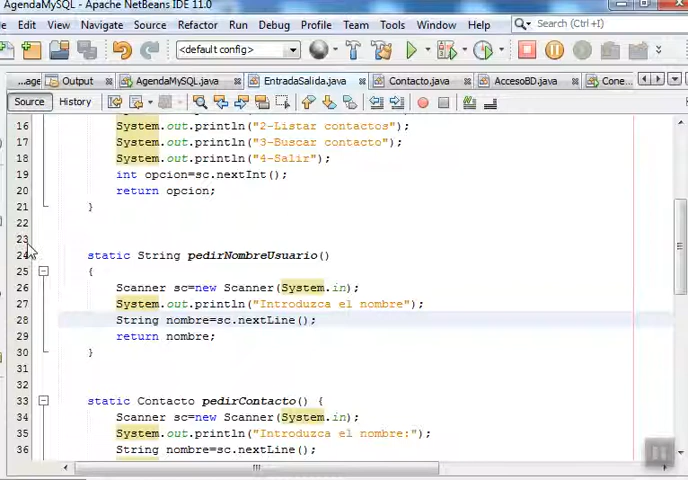 AgendaMySQL - Apache NetBeans IDE 11.0
Edit View Navigate Source Refactor Run Debug Profile Team Tools Window Help Search (Ctrl+I)
<default config>
...age Output AgendaMySQL.java EntradaSalida.java Contacto.java AccesoBD.java Cone...
Source History
16 System.out.println("2-Listar contactos");
17 System.out.println("3-Buscar contacto");
18 System.out.println("4-Salir");
19 int opcion=sc.nextInt();
20 return opcion;
21 }
22
23
24 static String pedirNombreUsuario()
25 {
26 Scanner sc=new Scanner(System.in);
27 System.out.println("Introduzca el nombre");
28 String nombre=sc.nextLine();
29 return nombre;
30 }
31
32
33 static Contacto pedirContacto() {
34 Scanner sc=new Scanner(System.in);
35 System.out.println("Introduzca el nombre:");
36 String nombre=sc.nextLine();